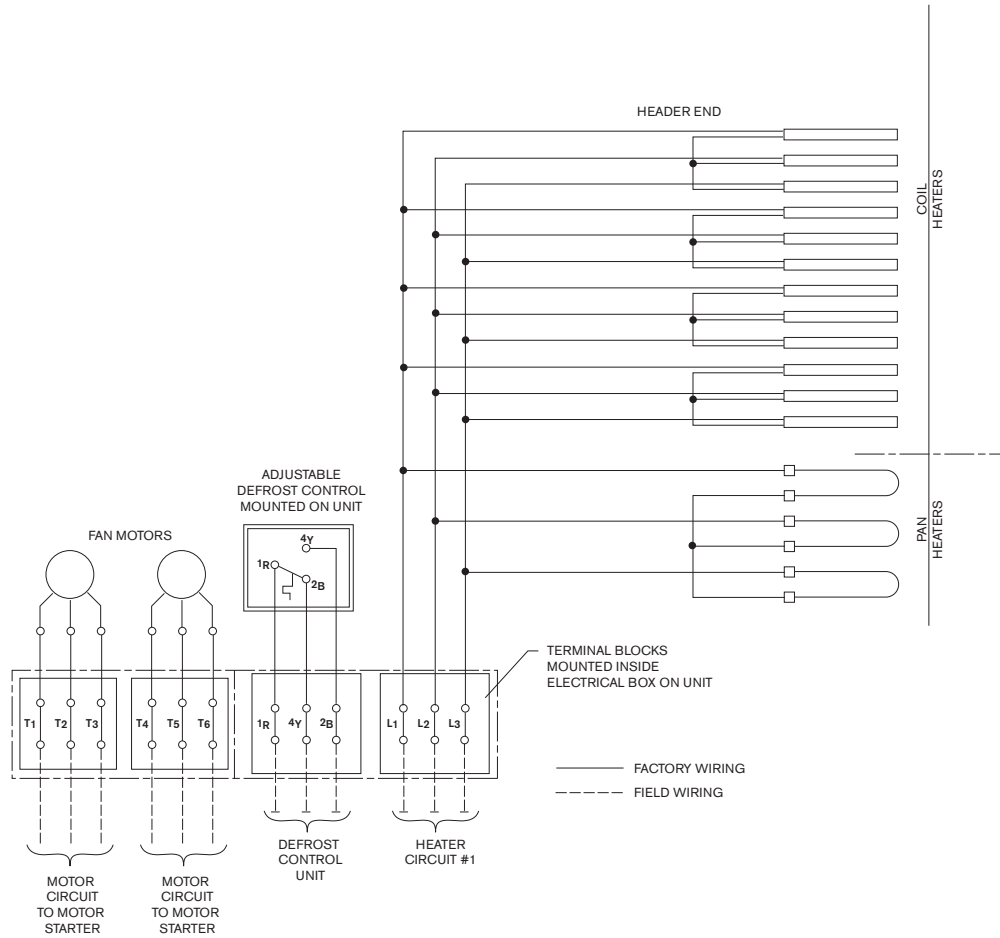 HEADER END
COIL
HEATERS
PAN
HEATERS
ADJUSTABLE
DEFROST CONTROL
MOUNTED ON UNIT
4Y
1R
2B
FAN MOTORS
TERMINAL BLOCKS
MOUNTED INSIDE
ELECTRICAL BOX ON UNIT
T1 T2 T3
T4 T5 T6
1R 4Y 2B
L1 L2 L3
FACTORY WIRING
FIELD WIRING
MOTOR
CIRCUIT
TO MOTOR
STARTER
MOTOR
CIRCUIT
TO MOTOR
STARTER
DEFROST
CONTROL
UNIT
HEATER
CIRCUIT #1